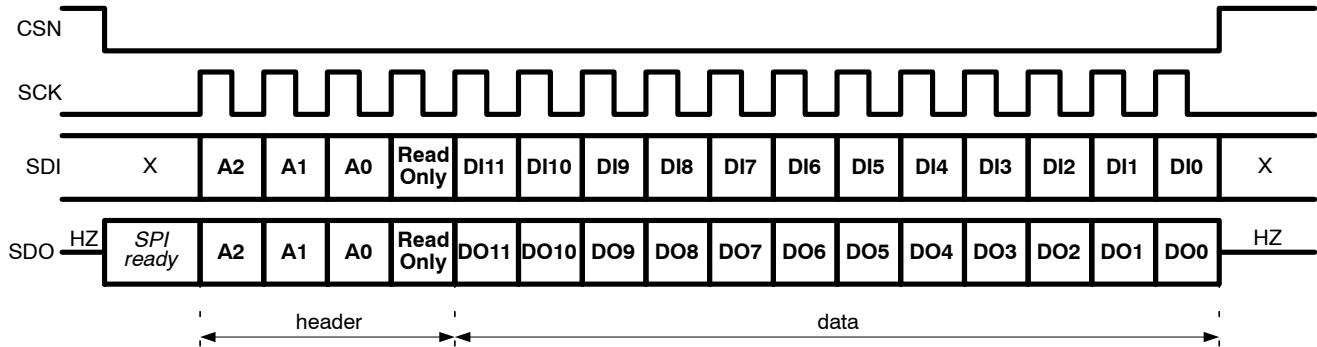 CSN
SCK
SDI X A2 A1 A0 Read Only DI11 DI10 DI9 DI8 DI7 DI6 DI5 DI4 DI3 DI2 DI1 DI0 X
SDO HZ SPI ready A2 A1 A0 Read Only DO11 DO10 DO9 DO8 DO7 DO6 DO5 DO4 DO3 DO2 DO1 DO0 HZ
header data